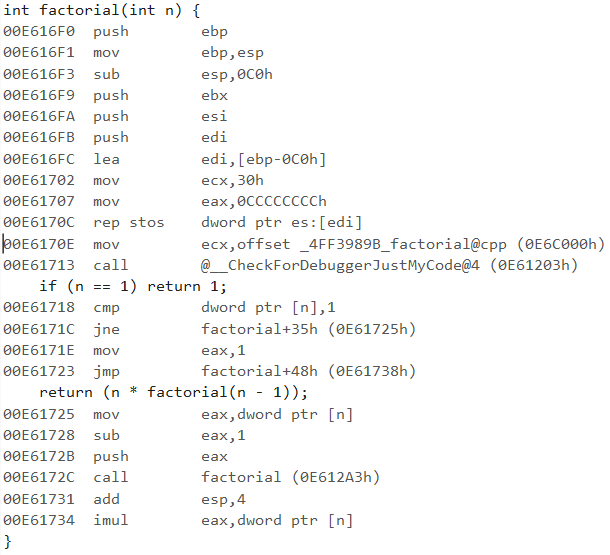 int factorial(int n) {
00E616F0  push        ebp
00E616F1  mov         ebp,esp
00E616F3  sub         esp,0C0h
00E616F9  push        ebx
00E616FA  push        esi
00E616FB  push        edi
00E616FC  lea         edi,[ebp-0C0h]
00E61702  mov         ecx,30h
00E61707  mov         eax,0CCCCCCCCh
00E6170C  rep stos    dword ptr es:[edi]
00E6170E  mov         ecx,offset _4FF3989B_factorial@cpp (0E6C000h)
00E61713  call        @__CheckForDebuggerJustMyCode@4 (0E61203h)
    if (n == 1) return 1;
00E61718  cmp         dword ptr [n],1
00E6171C  jne         factorial+35h (0E61725h)
00E6171E  mov         eax,1
00E61723  jmp         factorial+48h (0E61738h)
    return (n * factorial(n - 1));
00E61725  mov         eax,dword ptr [n]
00E61728  sub         eax,1
00E6172B  push        eax
00E6172C  call        factorial (0E612A3h)
00E61731  add         esp,4
00E61734  imul        eax,dword ptr [n]
}